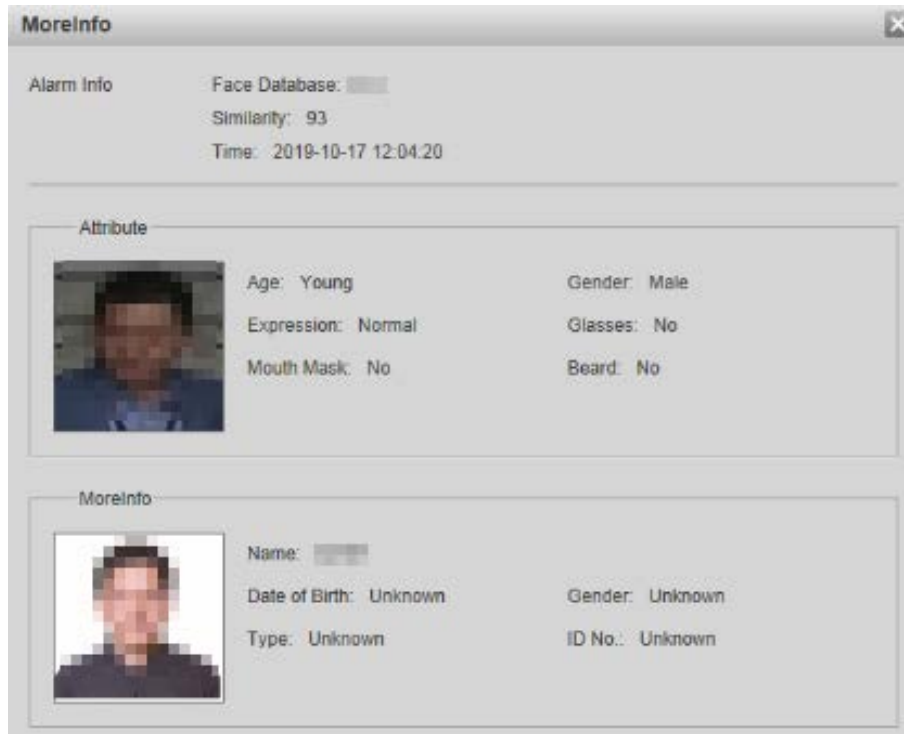 MoreInfo
Alarm Info Face Database:
Similarity: 93
Time: 2019-10-17 12:04:20
Attribute
Age: Young Gender: Male
Expression: Normal Glasses: No
Mouth Mask: No Beard: No
MoreInfo
Name:
Date of Birth: Unknown Gender: Unknown
Type: Unknown ID No.: Unknown